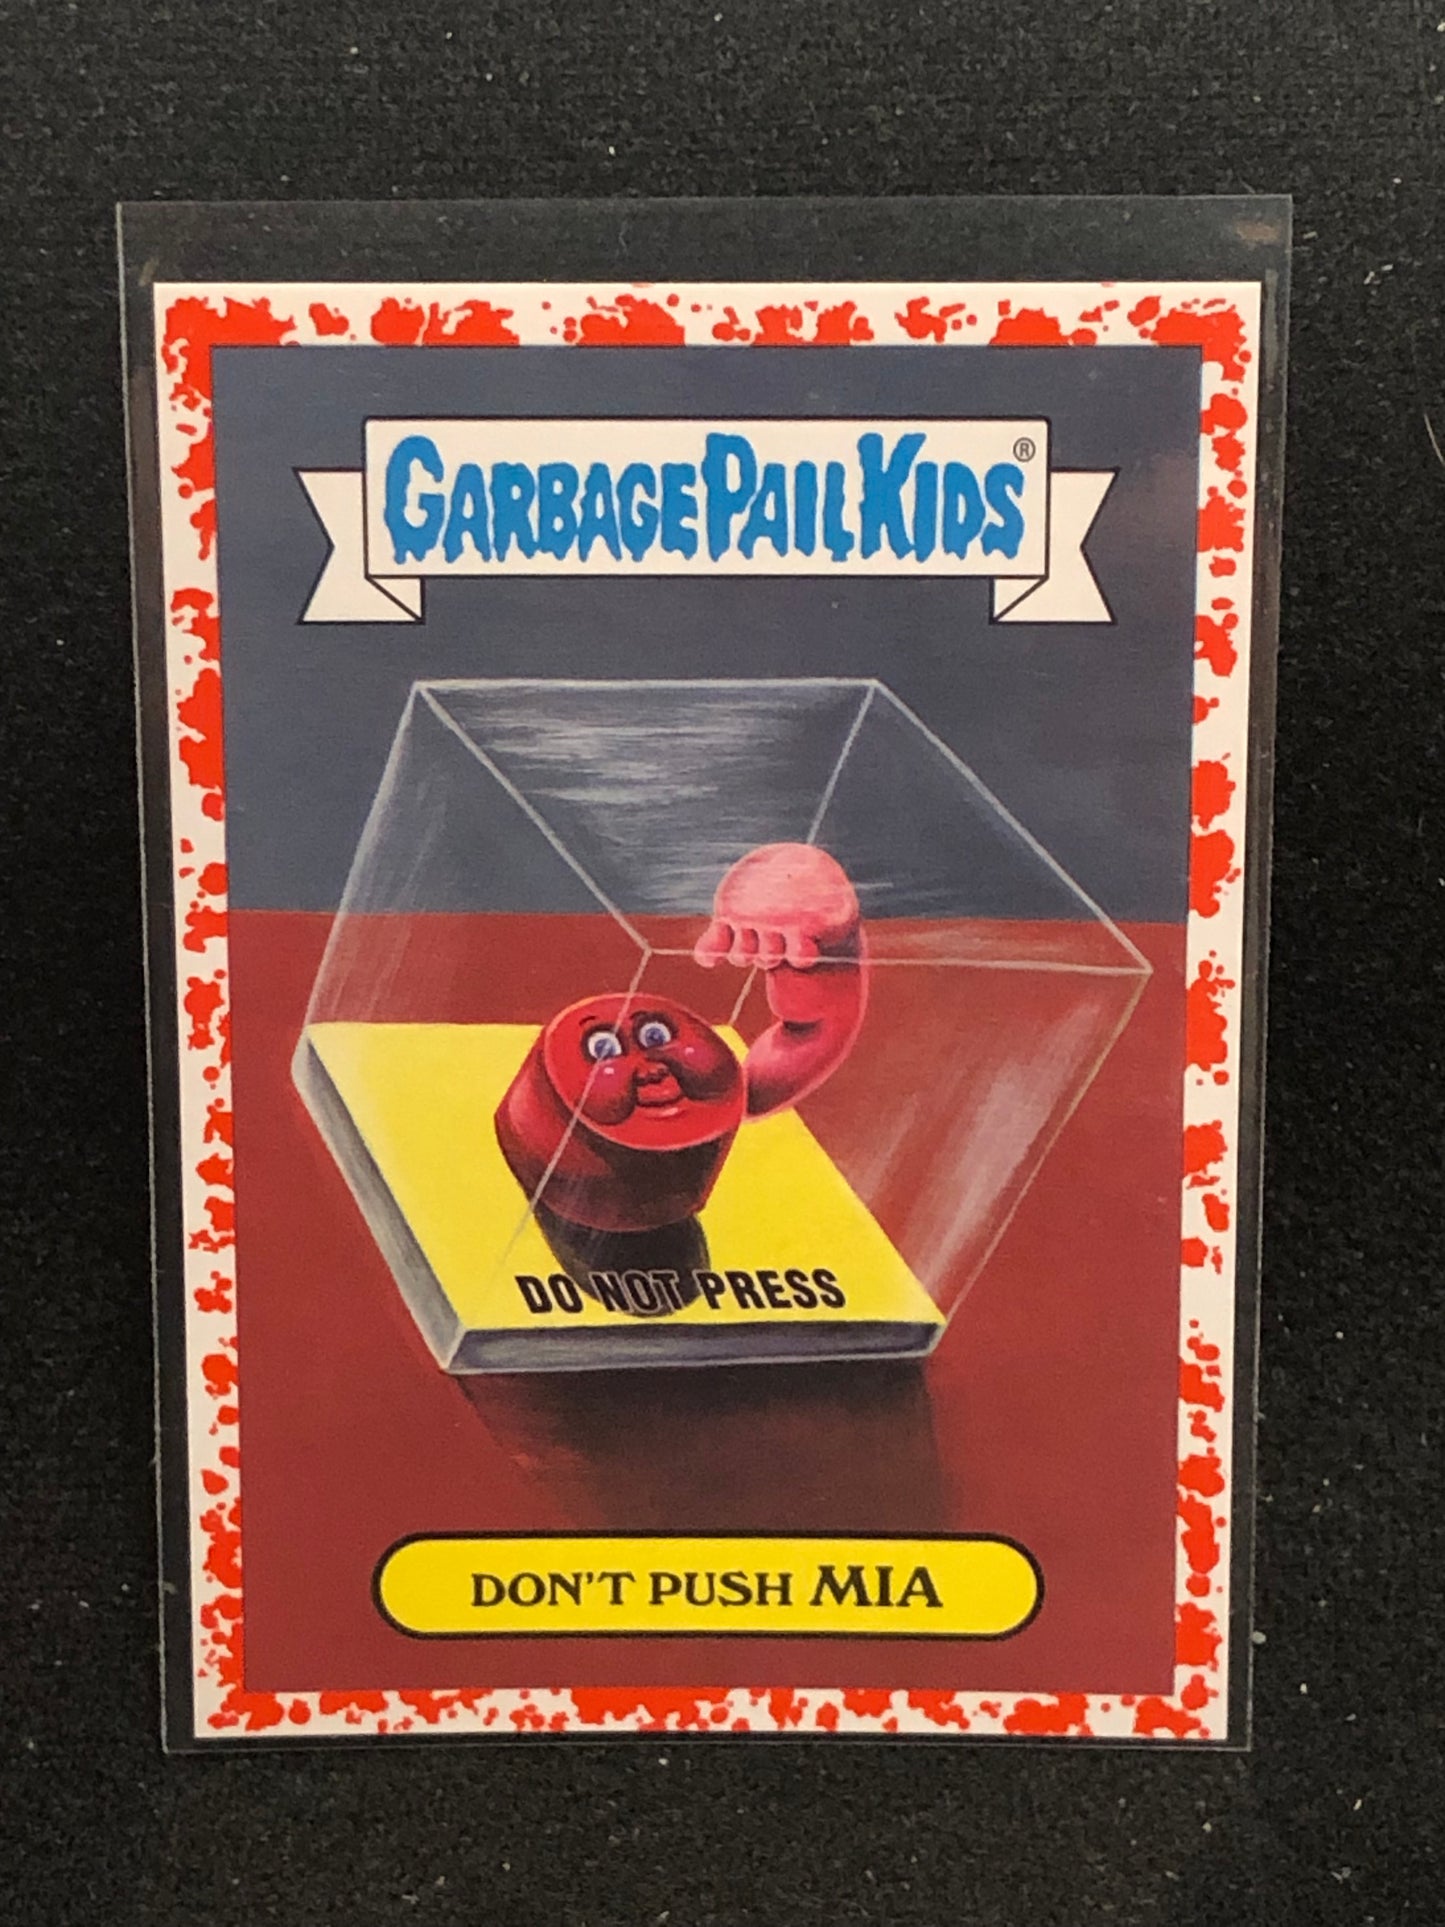 GARBAGE PAIL KIDS®
DO NOT PRESS
DON'T PUSH MIA